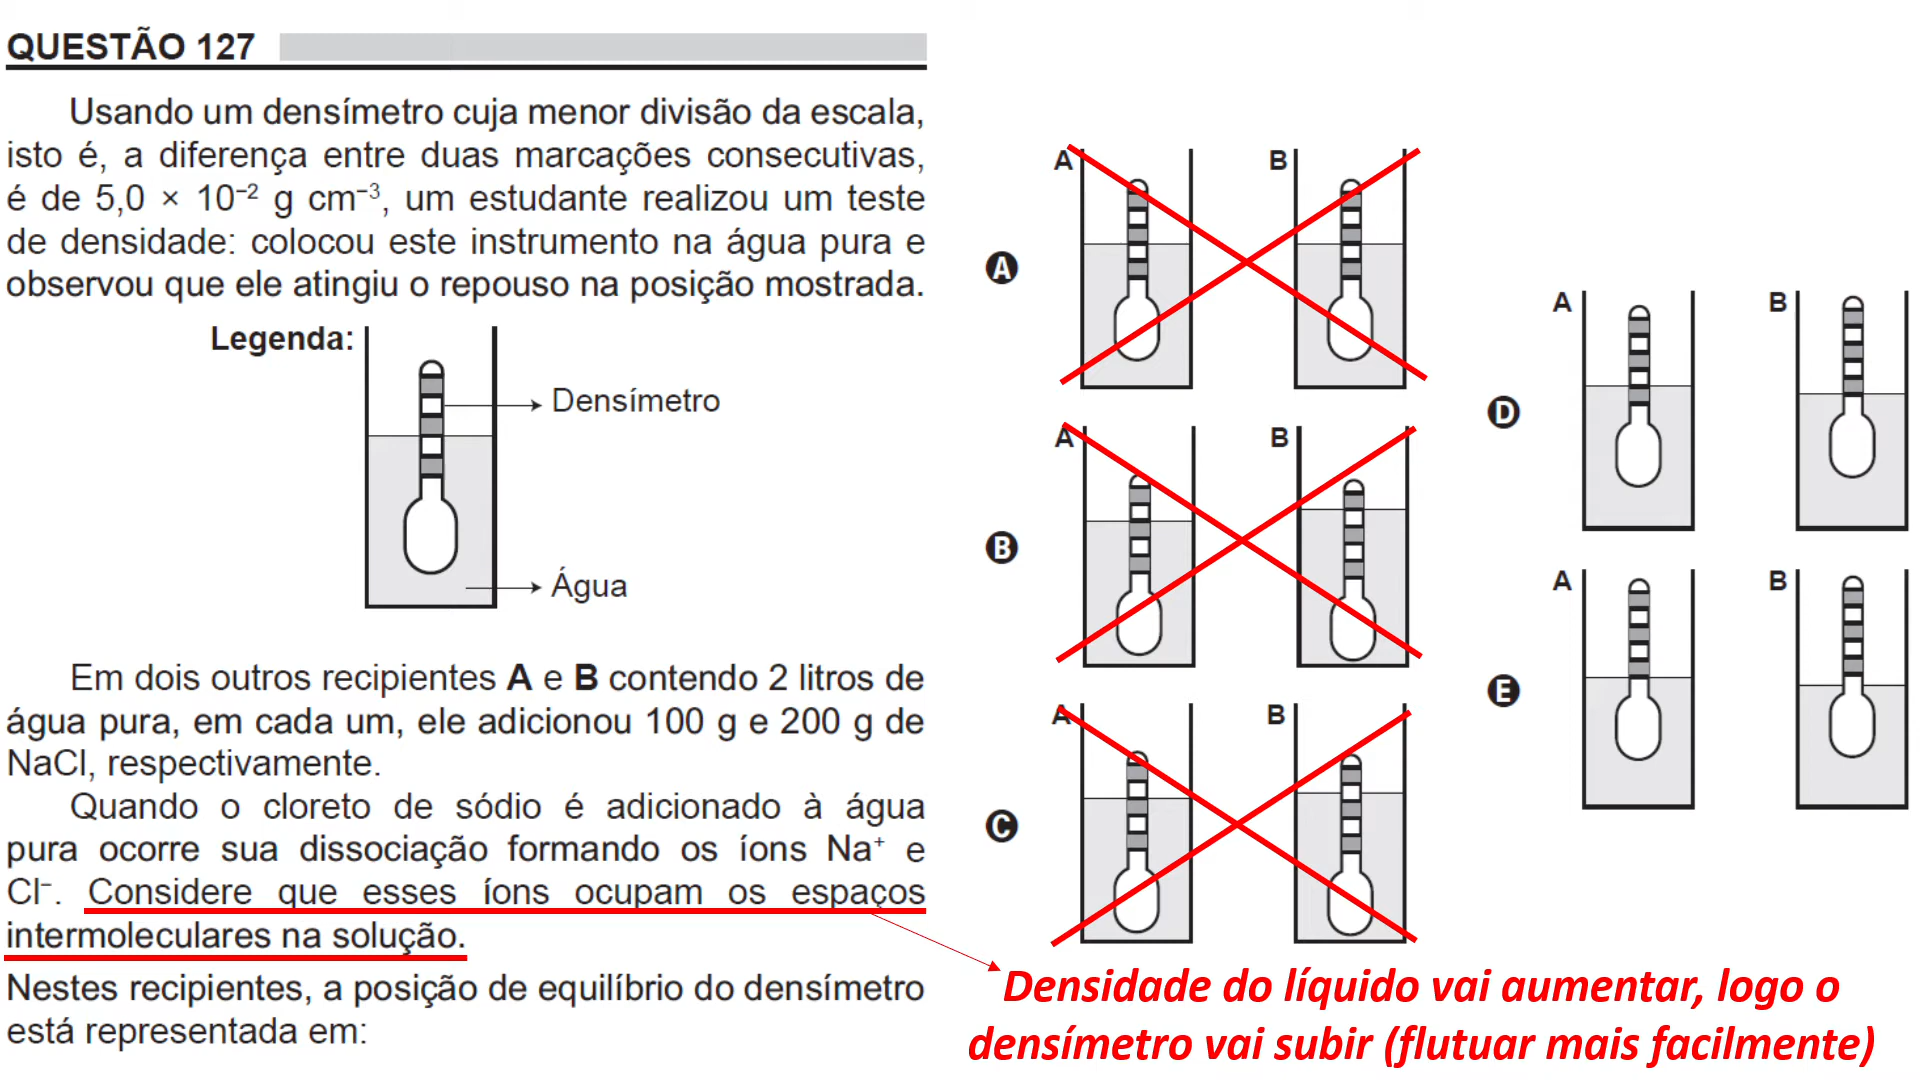 QUESTÃO 127
Usando um densímetro cuja menor divisão da escala,
isto é, a diferença entre duas marcações consecutivas,
é de 5,0 × 10⁻² g cm⁻³, um estudante realizou um teste
de densidade: colocou este instrumento na água pura e
observou que ele atingiu o repouso na posição mostrada.
Legenda:
Densímetro
Água
Em dois outros recipientes A e B contendo 2 litros de
água pura, em cada um, ele adicionou 100 g e 200 g de
NaCl, respectivamente.
Quando o cloreto de sódio é adicionado à água
pura ocorre sua dissociação formando os íons Na⁺ e
Cl⁻. Considere que esses íons ocupam os espaços
intermoleculares na solução.
Nestes recipientes, a posição de equilíbrio do densímetro
está representada em:
A
A B
B
A B
C
A B
D
A B
E
A B
Densidade do líquido vai aumentar, logo o
densímetro vai subir (flutuar mais facilmente)